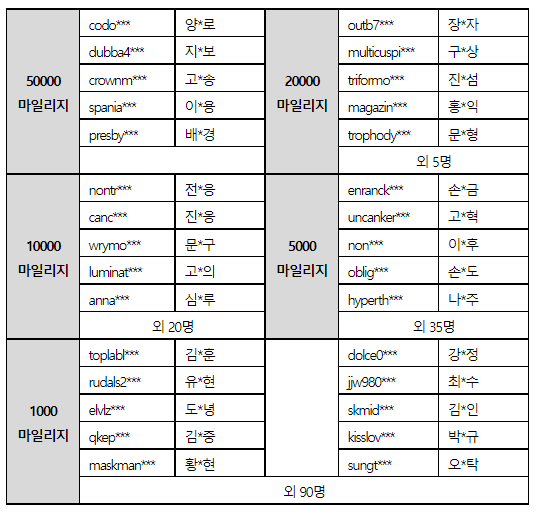 50000
마일리지
codo*** 양*로
dubba4*** 지*보
crownm*** 고*송
spania*** 이*용
presby*** 배*경
20000
마일리지
outb7*** 장*자
multicuspi*** 구*상
triformo*** 진*섬
magazin*** 홍*익
trophody*** 문*형
외 5명
10000
마일리지
nontr*** 전*응
canc*** 진*웅
wrymo*** 문*구
luminat*** 고*의
anna*** 심*루
외 20명
5000
마일리지
enranck*** 손*금
uncanker*** 고*혁
non*** 이*후
oblig*** 손*도
hyperth*** 나*주
외 35명
1000
마일리지
toplabl*** 김*훈
rudals2*** 유*현
elvlz*** 도*녕
qkep*** 김*증
maskman*** 황*현
dolce0*** 강*정
jjw980*** 최*수
skmid*** 김*인
kisslov*** 박*규
sungt*** 오*탁
외 90명